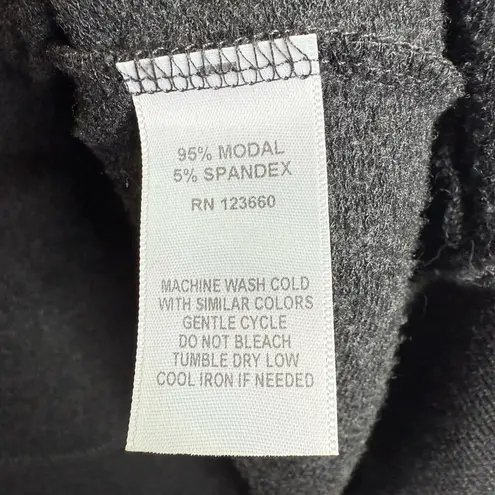 95% MODAL
5% SPANDEX
RN 123660
MACHINE WASH COLD
WITH SIMILAR COLORS
GENTLE CYCLE
DO NOT BLEACH
TUMBLE DRY LOW
COOL IRON IF NEEDED